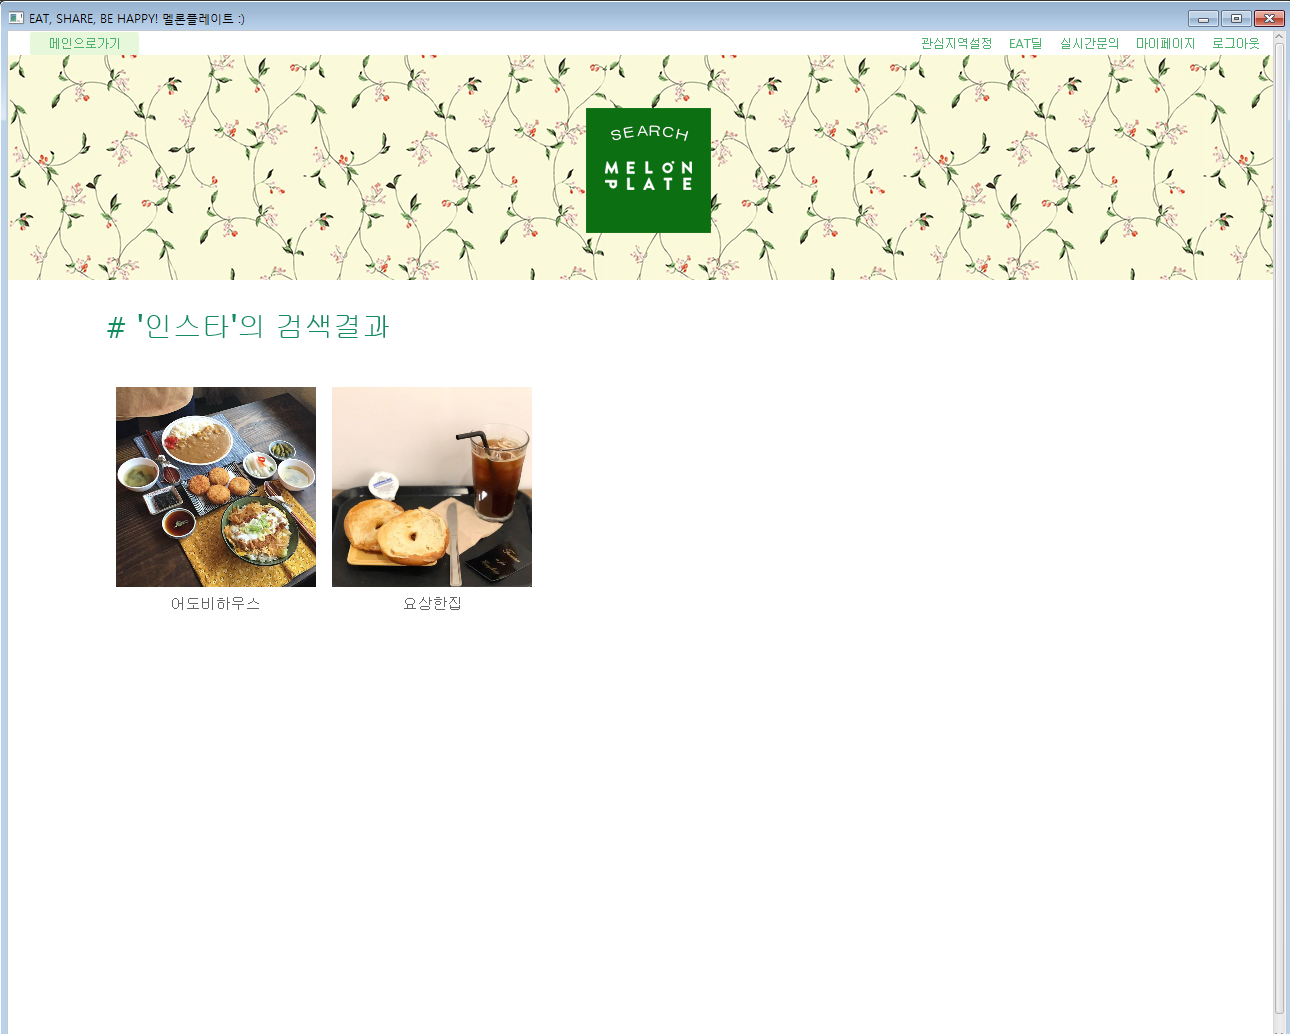 EAT, SHARE, BE HAPPY! 멜론플레이트 :)
메인으로가기
관심지역설정 EAT딜 실시간문의 마이페이지 로그아웃
SEARCH
MELON
PLATE
# '인스타'의 검색결과
어도비하우스 요상한집